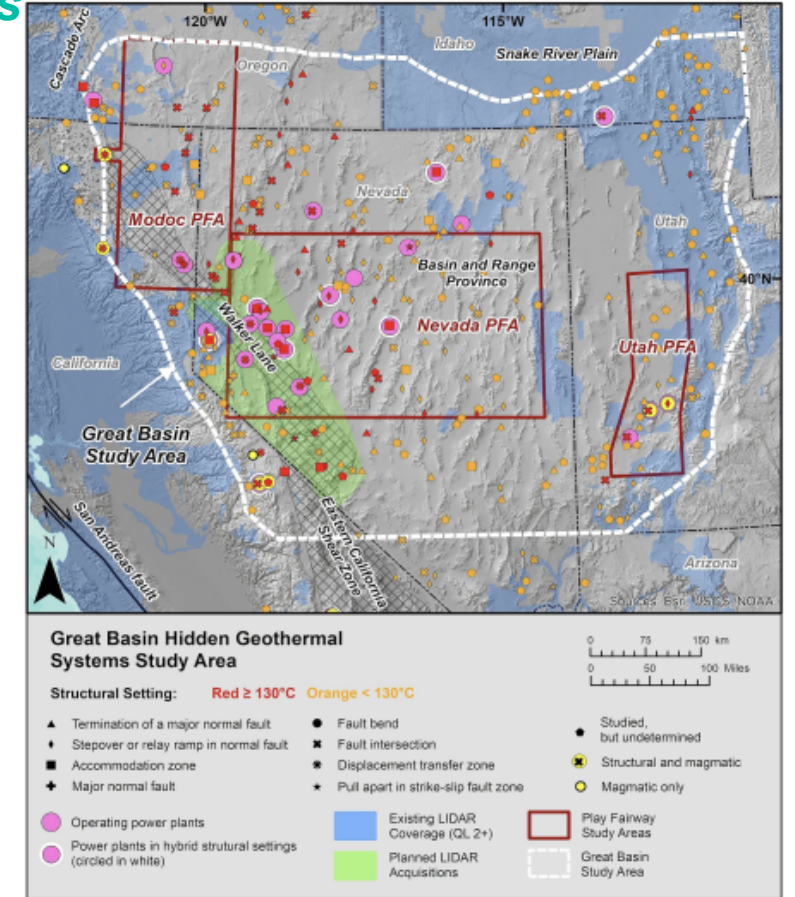 s
120°W
115°W
Cascade Arc
Idaho
Oregon
Snake River Plain
Nevada
Modoc PFA
Utah
Basin and Range
Province
40°N
Walker Lane
Nevada PFA
Utah PFA
California
Great Basin
Study Area
San Andreas fault
Eastern California
Shear Zone
N
Arizona
Sources: Esri, USGS, NOAA
Great Basin Hidden Geothermal
Systems Study Area
0 75 150 km
0 50 100 Miles
Structural Setting: Red ≥ 130°C Orange < 130°C
Termination of a major normal fault
Stepover or relay ramp in normal fault
Accommodation zone
Major normal fault
Fault bend
Fault intersection
Displacement transfer zone
Pull apart in strike-slip fault zone
Studied,
but undetermined
Structural and magmatic
Magmatic only
Operating power plants
Power plants in hybrid strutural settings
(circled in white)
Existing LIDAR
Coverage (QL 2+)
Planned LIDAR
Acquisitions
Play Fairway
Study Areas
Great Basin
Study Area